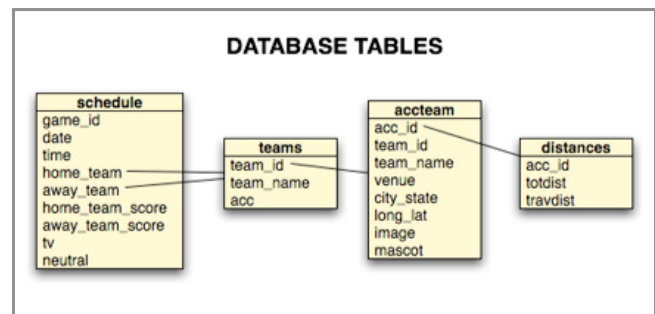 DATABASE TABLES
schedule
game_id
date
time
home_team
away_team
home_team_score
away_team_score
tv
neutral
teams
team_id
team_name
acc
accteam
acc_id
team_id
team_name
venue
city_state
long_lat
image
mascot
distances
acc_id
totdist
travdist